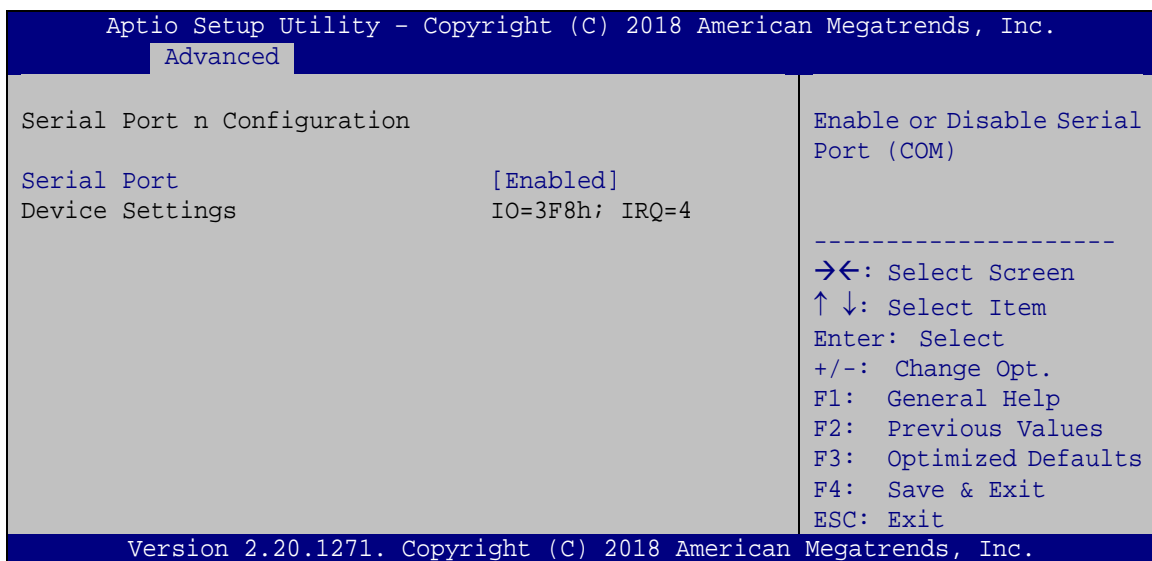 Aptio Setup Utility – Copyright (C) 2018 American Megatrends, Inc.
Advanced
Serial Port n Configuration
Serial Port [Enabled]
Device Settings IO=3F8h; IRQ=4
Enable or Disable Serial
Port (COM)
---------------------
→←: Select Screen
↑ ↓: Select Item
Enter: Select
+/-: Change Opt.
F1: General Help
F2: Previous Values
F3: Optimized Defaults
F4: Save & Exit
ESC: Exit
Version 2.20.1271. Copyright (C) 2018 American Megatrends, Inc.